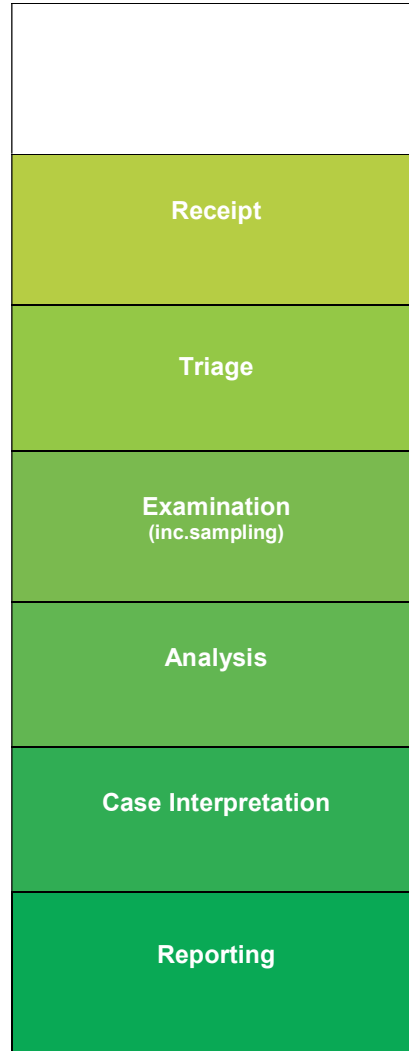 Receipt
Triage
Examination
(inc.sampling)
Analysis
Case Interpretation
Reporting